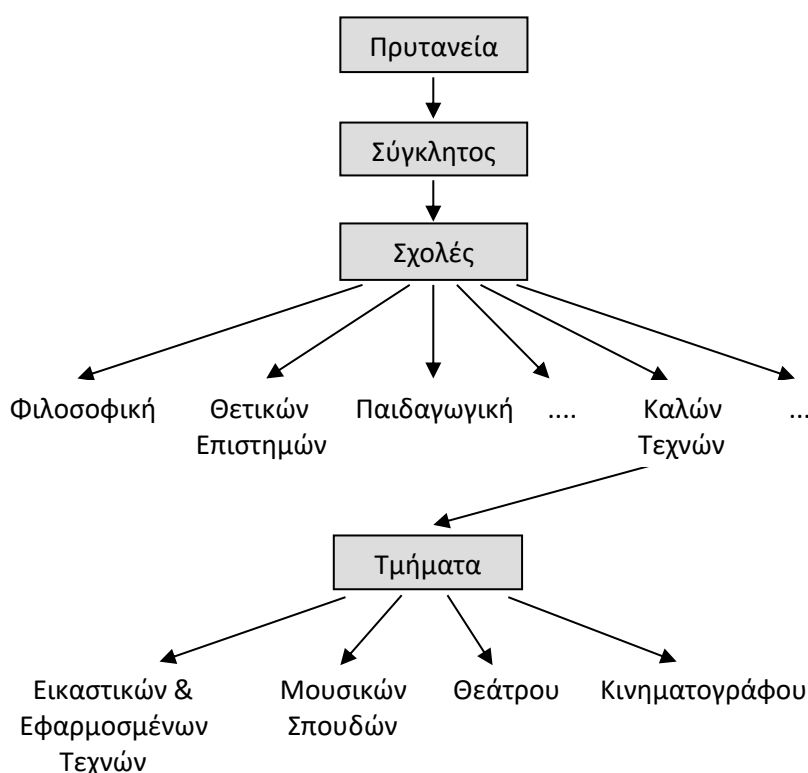 Πρυτανεία
Σύγκλητος
Σχολές
Φιλοσοφική
Θετικών
Επιστημών
Παιδαγωγική
....
Καλών
Τεχνών
...
Τμήματα
Εικαστικών &
Εφαρμοσμένων
Τεχνών
Μουσικών
Σπουδών
Θεάτρου
Κινηματογράφου